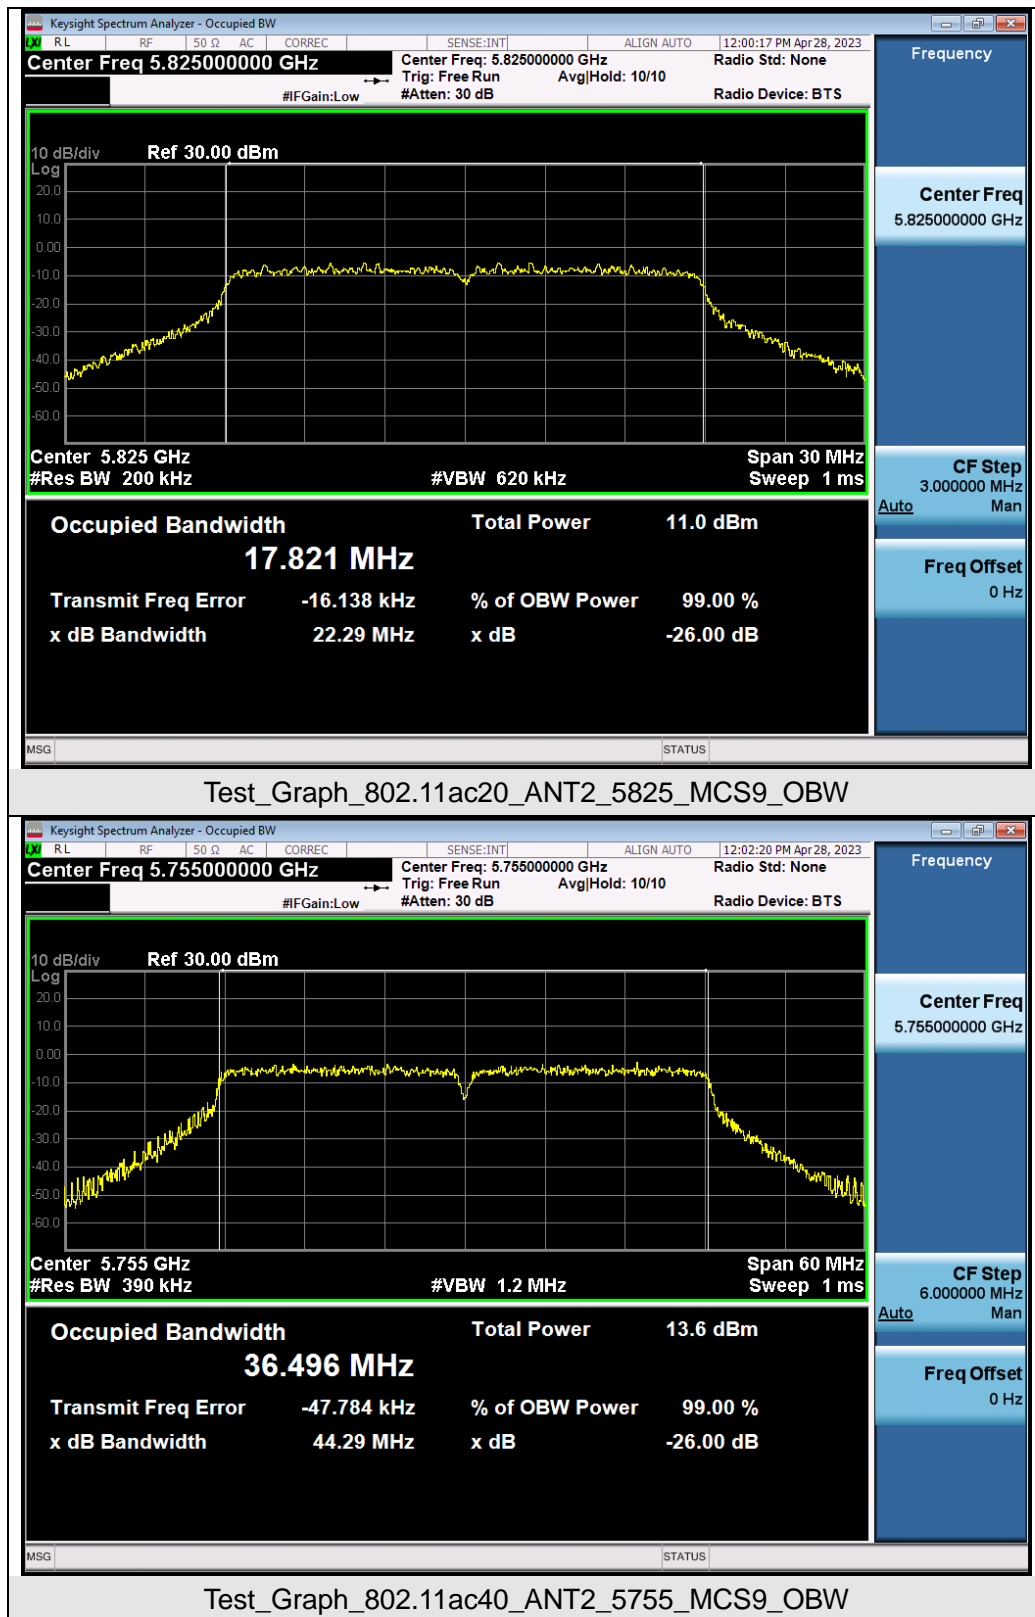 Keysight Spectrum Analyzer - Occupied BW
LXI RL RF 50 Ω AC CORREC SENSE:INT ALIGN AUTO 12:00:17 PM Apr 28, 2023
Center Freq 5.825000000 GHz Center Freq: 5.825000000 GHz Radio Std: None
Trig: Free Run Avg|Hold: 10/10
#IFGain:Low #Atten: 30 dB Radio Device: BTS
10 dB/div Ref 30.00 dBm
Log
20.0
10.0
0.00
-10.0
-20.0
-30.0
-40.0
-50.0
-60.0
Center 5.825 GHz Span 30 MHz
#Res BW 200 kHz #VBW 620 kHz Sweep 1 ms
Occupied Bandwidth Total Power 11.0 dBm
17.821 MHz
Transmit Freq Error -16.138 kHz % of OBW Power 99.00 %
x dB Bandwidth 22.29 MHz x dB -26.00 dB
MSG STATUS
Frequency
Center Freq
5.825000000 GHz
CF Step
3.000000 MHz
Auto Man
Freq Offset
0 Hz
Test_Graph_802.11ac20_ANT2_5825_MCS9_OBW
Keysight Spectrum Analyzer - Occupied BW
LXI RL RF 50 Ω AC CORREC SENSE:INT ALIGN AUTO 12:02:20 PM Apr 28, 2023
Center Freq 5.755000000 GHz Center Freq: 5.755000000 GHz Radio Std: None
Trig: Free Run Avg|Hold: 10/10
#IFGain:Low #Atten: 30 dB Radio Device: BTS
10 dB/div Ref 30.00 dBm
Log
20.0
10.0
0.00
-10.0
-20.0
-30.0
-40.0
-50.0
-60.0
Center 5.755 GHz Span 60 MHz
#Res BW 390 kHz #VBW 1.2 MHz Sweep 1 ms
Occupied Bandwidth Total Power 13.6 dBm
36.496 MHz
Transmit Freq Error -47.784 kHz % of OBW Power 99.00 %
x dB Bandwidth 44.29 MHz x dB -26.00 dB
MSG STATUS
Frequency
Center Freq
5.755000000 GHz
CF Step
6.000000 MHz
Auto Man
Freq Offset
0 Hz
Test_Graph_802.11ac40_ANT2_5755_MCS9_OBW